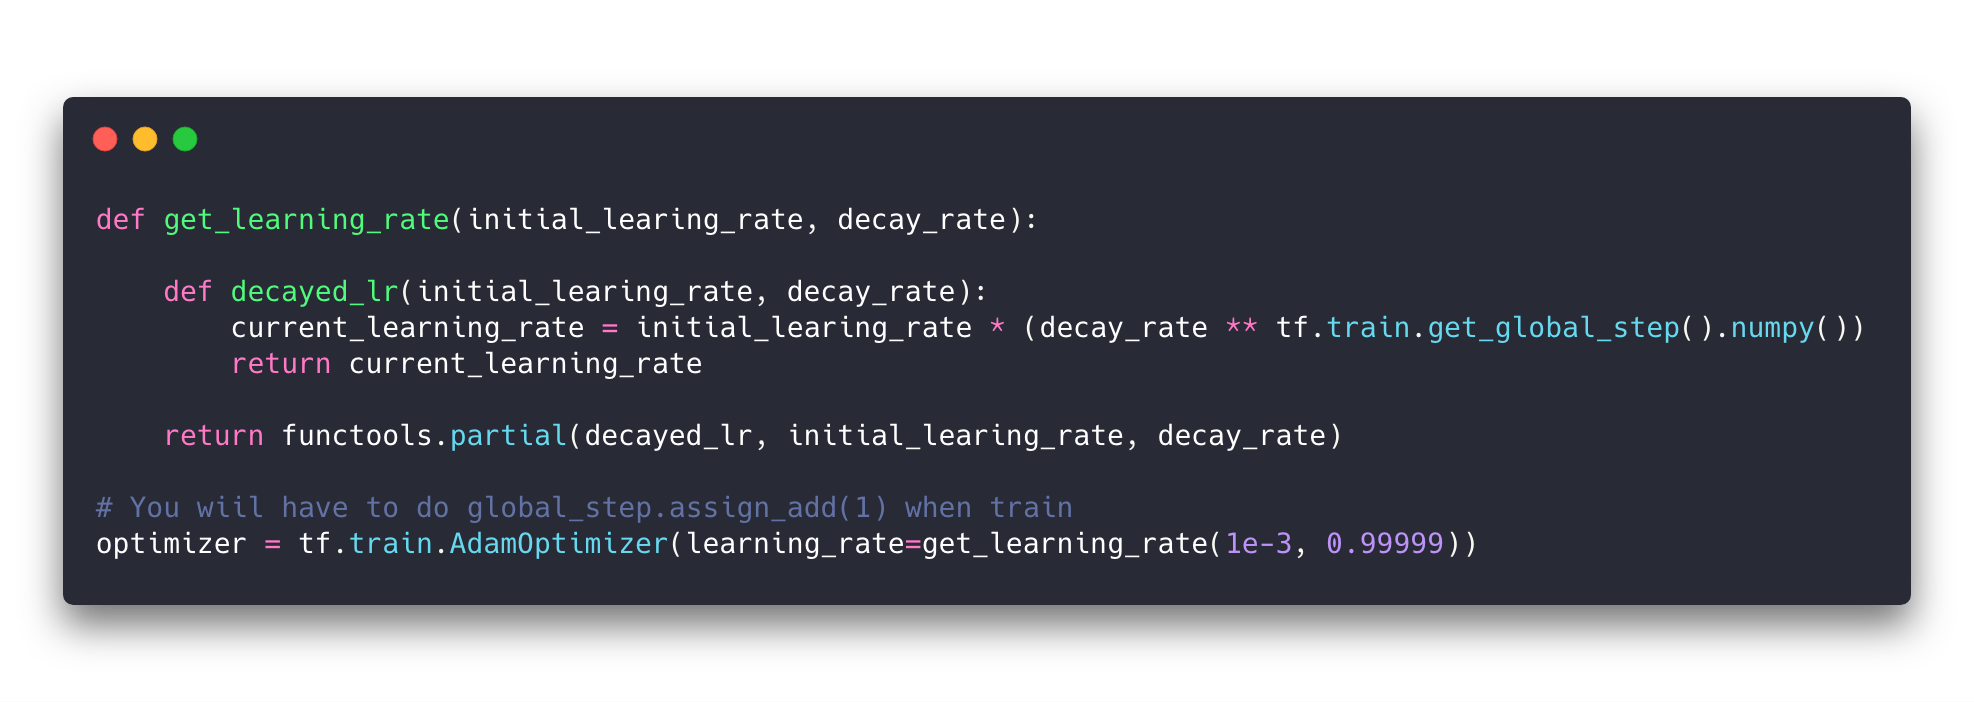 def get_learning_rate(initial_learing_rate, decay_rate):
    def decayed_lr(initial_learing_rate, decay_rate):
        current_learning_rate = initial_learing_rate * (decay_rate ** tf.train.get_global_step().numpy())
        return current_learning_rate
    return functools.partial(decayed_lr, initial_learing_rate, decay_rate)
# You wiil have to do global_step.assign_add(1) when train
optimizer = tf.train.AdamOptimizer(learning_rate=get_learning_rate(1e-3, 0.99999))